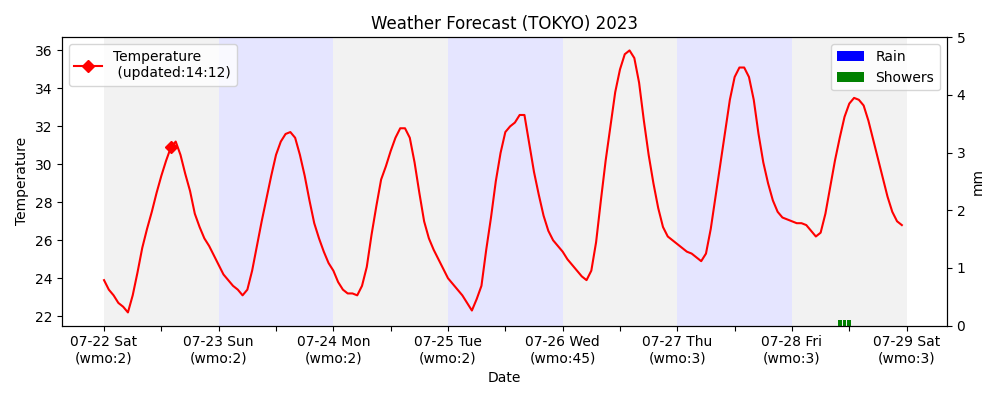 Weather Forecast (TOKYO) 2023
Temperature
(updated:14:12)
Rain
Showers
36
34
32
30
28
26
24
22
Temperature
5
4
3
2
1
0
mm
07-22 Sat
(wmo:2)
07-23 Sun
(wmo:2)
07-24 Mon
(wmo:2)
07-25 Tue
(wmo:2)
07-26 Wed
(wmo:45)
07-27 Thu
(wmo:3)
07-28 Fri
(wmo:3)
07-29 Sat
(wmo:3)
Date